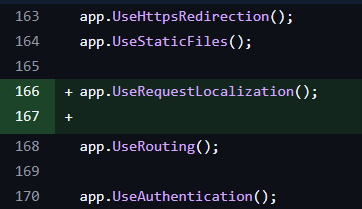 163 app.UseHttpsRedirection();
164 app.UseStaticFiles();
165
166 + app.UseRequestLocalization();
167 +
168 app.UseRouting();
169
170 app.UseAuthentication();